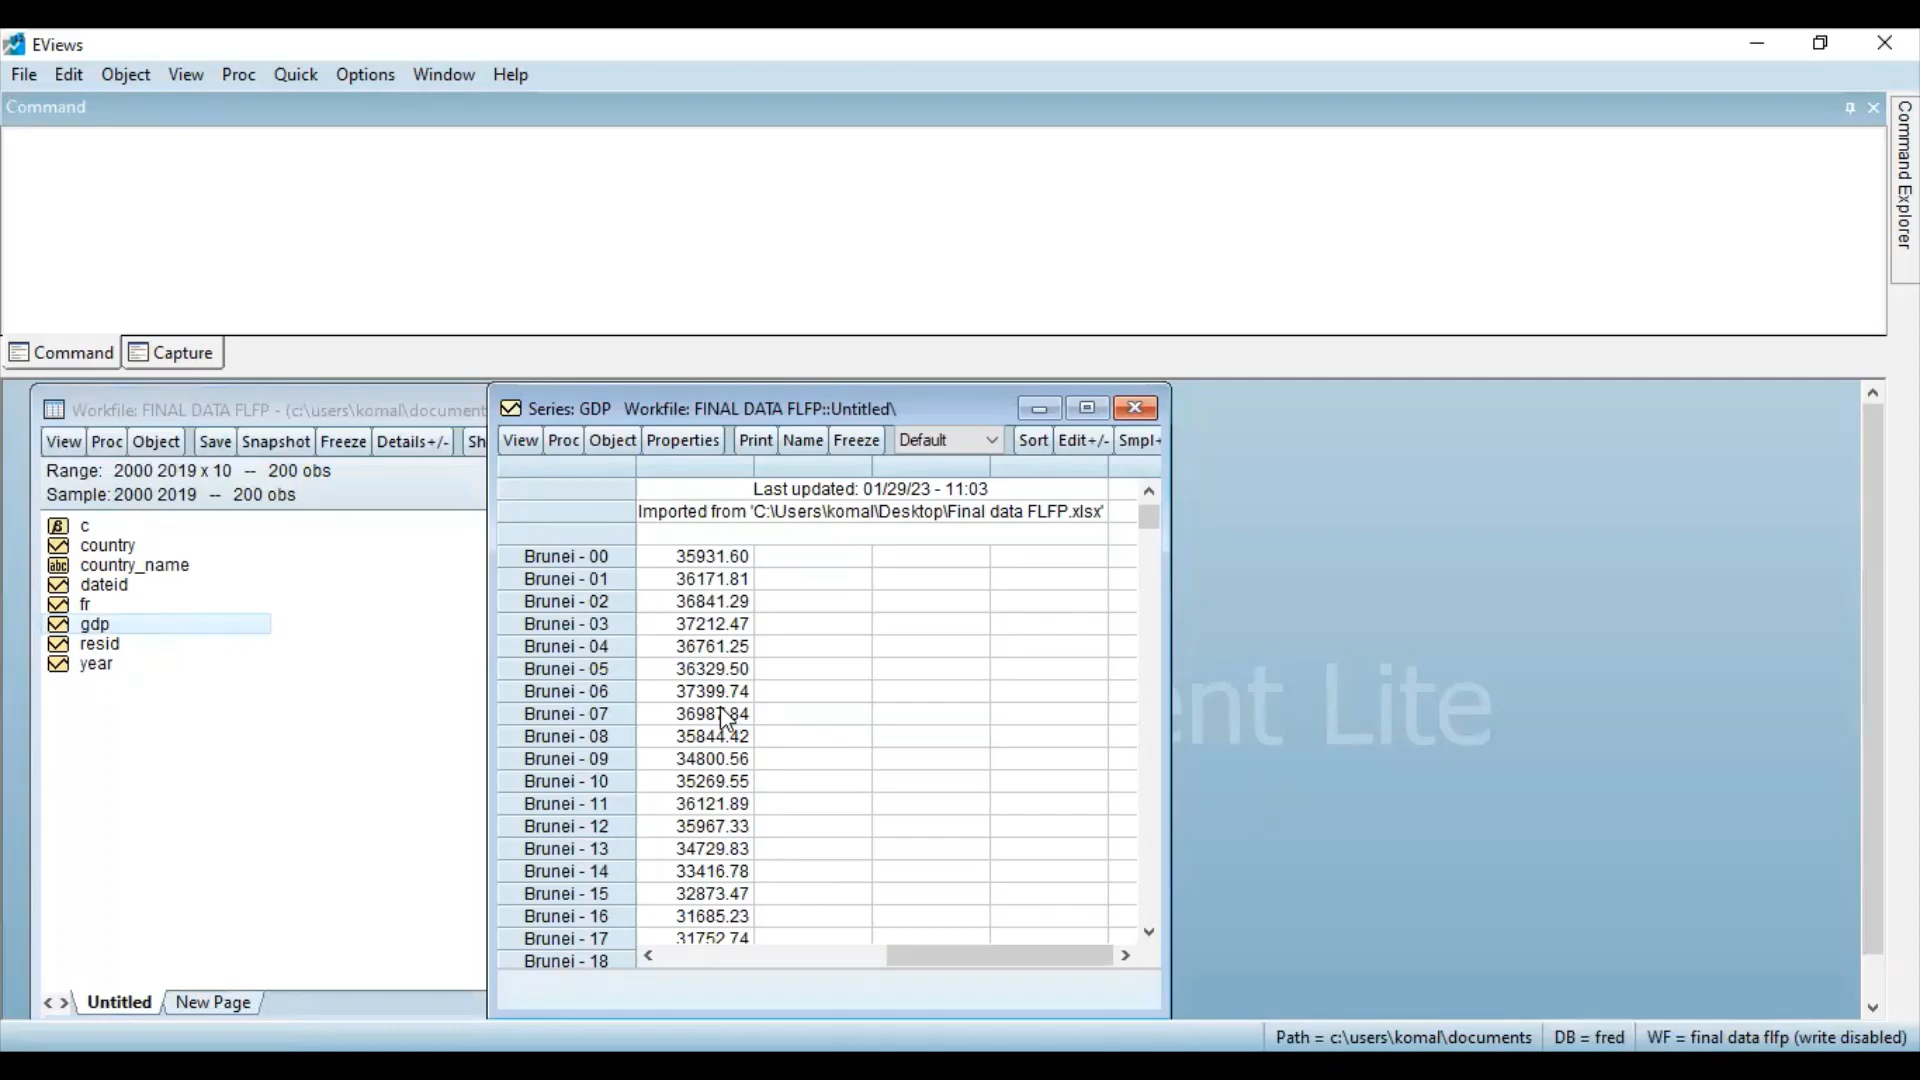 EViews
File Edit Object View Proc Quick Options Window Help
Command
Command Explorer
Command Capture
Workfile: FINAL DATA FLFP - (c:\users\komal\document
View Proc Object Save Snapshot Freeze Details+/- Sh
Range: 2000 2019 x 10 -- 200 obs
Sample: 2000 2019 -- 200 obs
c
country
country_name
dateid
fr
gdp
resid
year
Untitled New Page
Series: GDP Workfile: FINAL DATA FLFP::Untitled\
View Proc Object Properties Print Name Freeze Default Sort Edit+/- Smpl+
Last updated: 01/29/23 - 11:03
Imported from 'C:\Users\komal\Desktop\Final data FLFP.xlsx'
Brunei - 00 35931.60
Brunei - 01 36171.81
Brunei - 02 36841.29
Brunei - 03 37212.47
Brunei - 04 36761.25
Brunei - 05 36329.50
Brunei - 06 37399.74
Brunei - 07 36987.84
Brunei - 08 35844.42
Brunei - 09 34800.56
Brunei - 10 35269.55
Brunei - 11 36121.89
Brunei - 12 35967.33
Brunei - 13 34729.83
Brunei - 14 33416.78
Brunei - 15 32873.47
Brunei - 16 31685.23
Brunei - 17 31752.74
Brunei - 18
ent Lite
Path = c:\users\komal\documents DB = fred WF = final data flfp (write disabled)